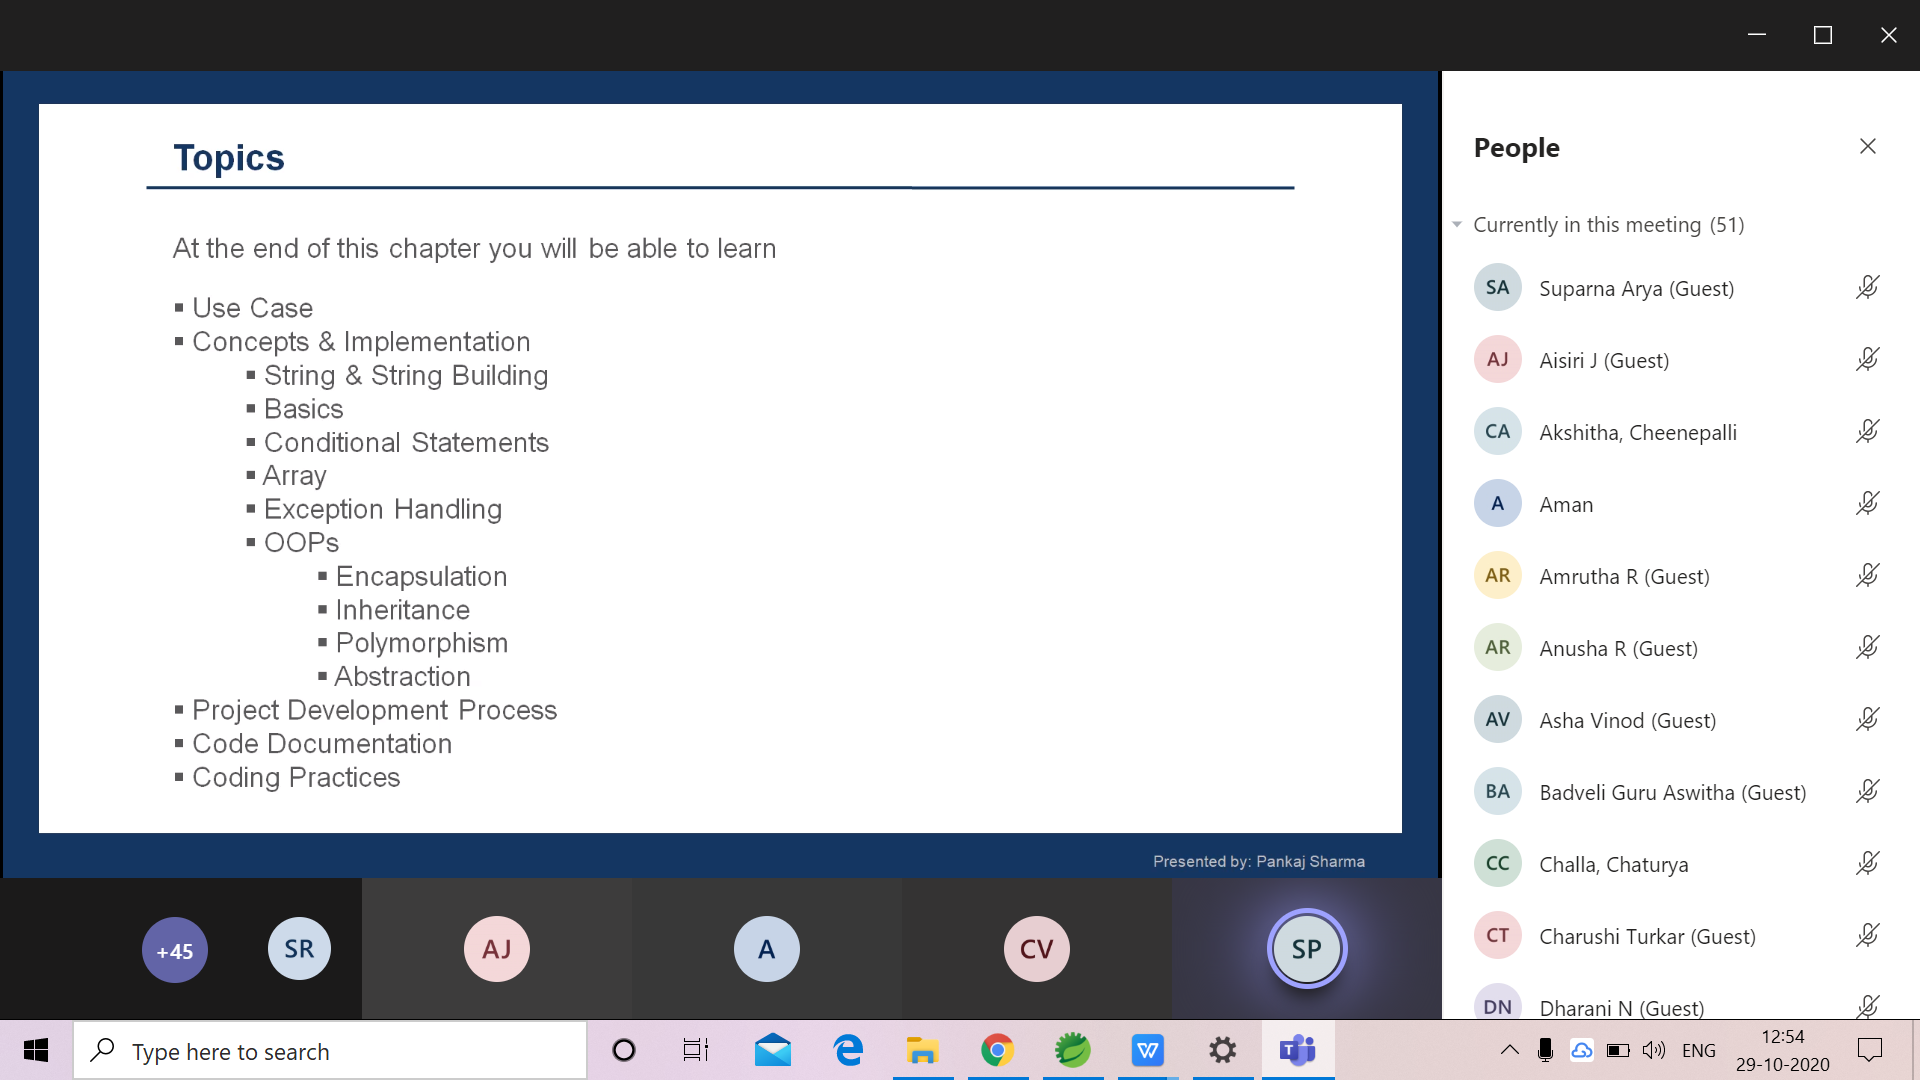 Topics
At the end of this chapter you will be able to learn
▪ Use Case
▪ Concepts & Implementation
▪ String & String Building
▪ Basics
▪ Conditional Statements
▪ Array
▪ Exception Handling
▪ OOPs
▪ Encapsulation
▪ Inheritance
▪ Polymorphism
▪ Abstraction
▪ Project Development Process
▪ Code Documentation
▪ Coding Practices
Presented by: Pankaj Sharma
+45
SR
AJ
A
CV
SP
People
Currently in this meeting (51)
SA Suparna Arya (Guest)
AJ Aisiri J (Guest)
CA Akshitha, Cheenepalli
A Aman
AR Amrutha R (Guest)
AR Anusha R (Guest)
AV Asha Vinod (Guest)
BA Badveli Guru Aswitha (Guest)
CC Challa, Chaturya
CT Charushi Turkar (Guest)
DN Dharani N (Guest)
Type here to search
ENG
12:54
29-10-2020